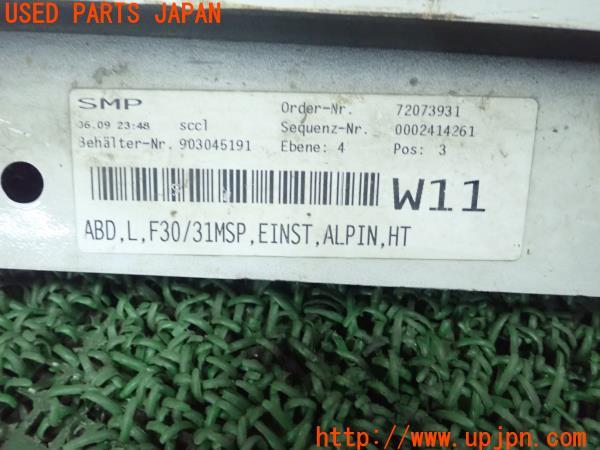 USED PARTS JAPAN
SMP Order-Nr. 72073931
06.09 23:48 sccl Sequenz-Nr. 0002414261
Behälter-Nr. 903045191 Ebene: 4 Pos: 3
W11
ABD,L,F30/31MSP,EINST,ALPIN,HT
http://www.upjpn.com